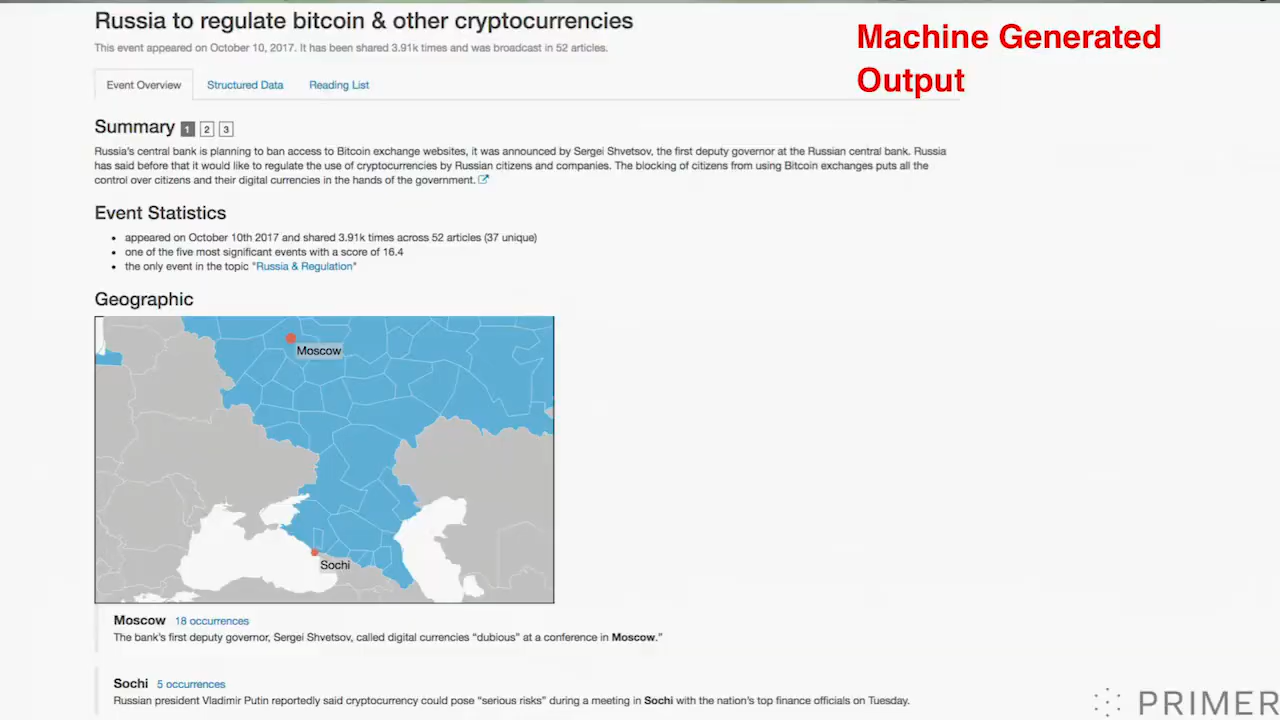 Russia to regulate bitcoin & other cryptocurrencies
This event appeared on October 10, 2017. It has been shared 3.91k times and was broadcast in 52 articles.
Machine Generated
Output
Event Overview Structured Data Reading List
Summary 1 2 3
Russia's central bank is planning to ban access to Bitcoin exchange websites, it was announced by Sergei Shvetsov, the first deputy governor at the Russian central bank. Russia
has said before that it would like to regulate the use of cryptocurrencies by Russian citizens and companies. The blocking of citizens from using Bitcoin exchanges puts all the
control over citizens and their digital currencies in the hands of the government.
Event Statistics
• appeared on October 10th 2017 and shared 3.91k times across 52 articles (37 unique)
• one of the five most significant events with a score of 16.4
• the only event in the topic "Russia & Regulation"
Geographic
Moscow
Sochi
Moscow 18 occurrences
The bank's first deputy governor, Sergei Shvetsov, called digital currencies “dubious” at a conference in Moscow.”
Sochi 5 occurrences
Russian president Vladimir Putin reportedly said cryptocurrency could pose “serious risks” during a meeting in Sochi with the nation's top finance officials on Tuesday.
PRIMER